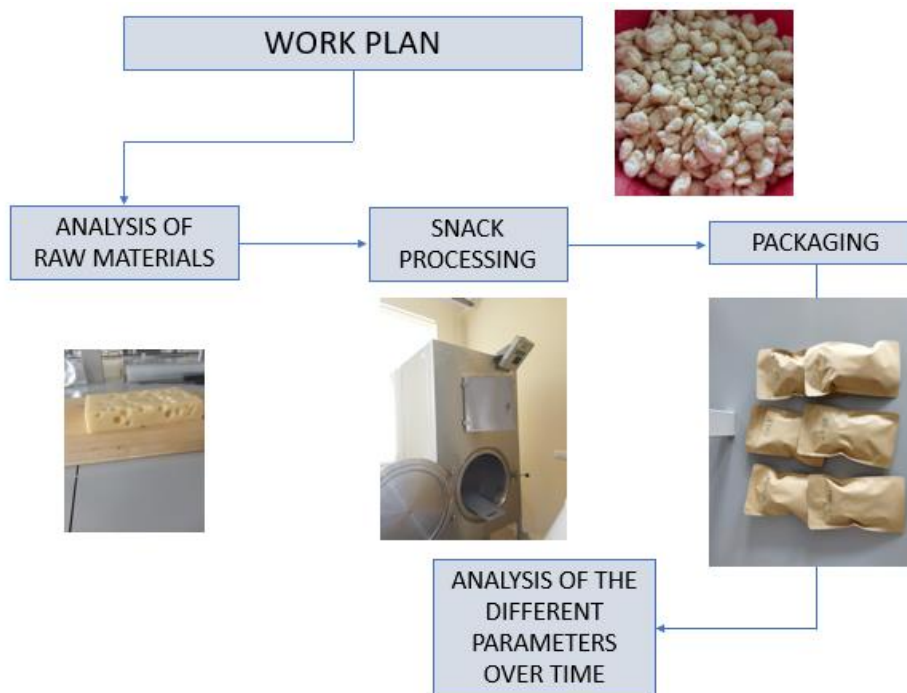 WORK PLAN
ANALYSIS OF
RAW MATERIALS
SNACK
PROCESSING
PACKAGING
ANALYSIS OF THE
DIFFERENT
PARAMETERS
OVER TIME